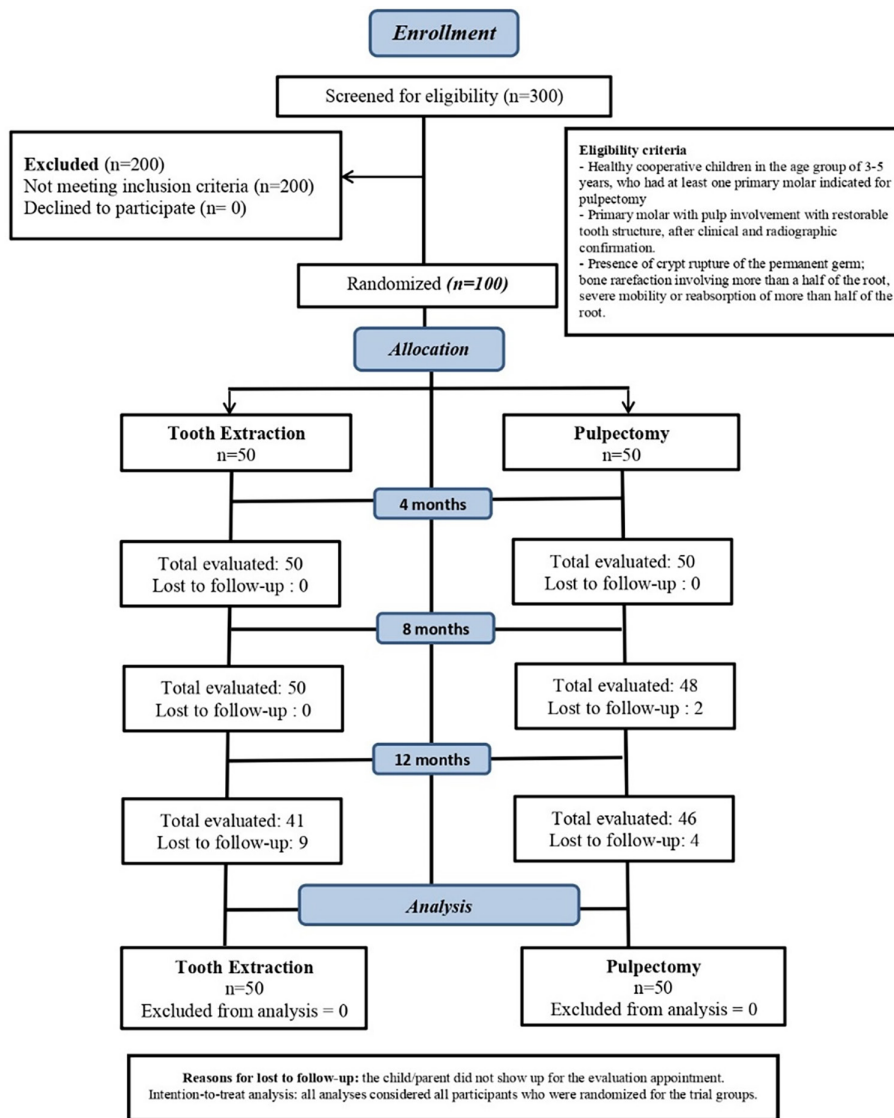 Enrollment
Screened for eligibility (n=300)
Excluded (n=200)
Not meeting inclusion criteria (n=200)
Declined to participate (n= 0)
Eligibility criteria
- Healthy cooperative children in the age group of 3-5
years, who had at least one primary molar indicated for
pulpectomy
- Primary molar with pulp involvement with restorable
tooth structure, after clinical and radiographic
confirmation.
- Presence of crypt rupture of the permanent germ;
bone rarefaction involving more than a half of the root,
severe mobility or reabsorption of more than half of the
root.
Randomized (n=100)
Allocation
Tooth Extraction
n=50
Pulpectomy
n=50
4 months
Total evaluated: 50
Lost to follow-up : 0
Total evaluated: 50
Lost to follow-up : 0
8 months
Total evaluated: 50
Lost to follow-up : 0
Total evaluated: 48
Lost to follow-up : 2
12 months
Total evaluated: 41
Lost to follow-up: 9
Total evaluated: 46
Lost to follow-up: 4
Analysis
Tooth Extraction
n=50
Excluded from analysis = 0
Pulpectomy
n=50
Excluded from analysis = 0
Reasons for lost to follow-up: the child/parent did not show up for the evaluation appointment.
Intention-to-treat analysis: all analyses considered all participants who were randomized for the trial groups.